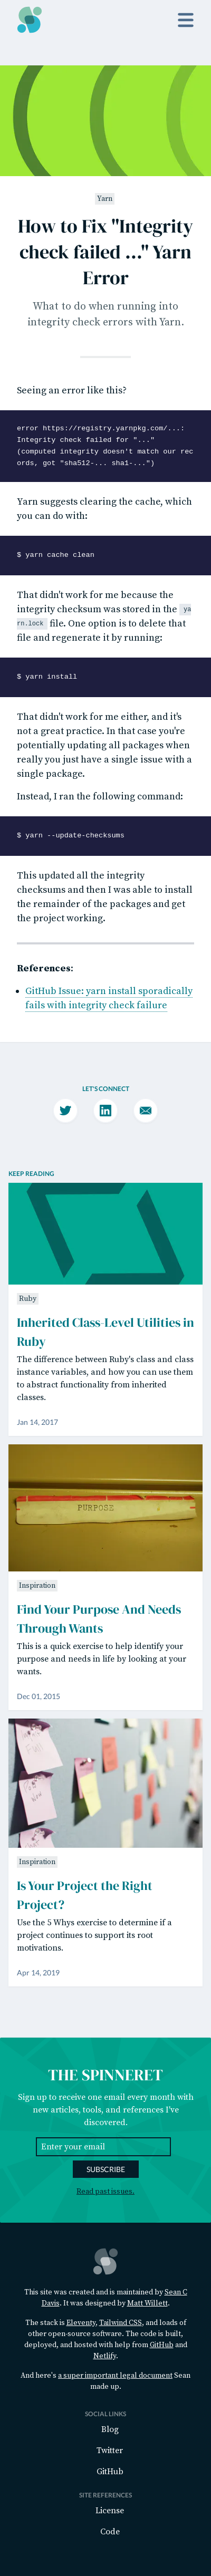 Yarn
How to Fix "Integrity
check failed ..." Yarn
Error
What to do when running into
integrity check errors with Yarn.
Seeing an error like this?
error https://registry.yarnpkg.com/...:
Integrity check failed for "..."
(computed integrity doesn't match our rec
ords, got "sha512-... sha1-...")
Yarn suggests clearing the cache, which
you can do with:
$ yarn cache clean
That didn't work for me because the
integrity checksum was stored in the ya
rn.lock file. One option is to delete that
file and regenerate it by running:
$ yarn install
That didn't work for me either, and it's
not a great practice. In that case you're
potentially updating all packages when
really you just have a single issue with a
single package.
Instead, I ran the following command:
$ yarn --update-checksums
This updated all the integrity
checksums and then I was able to install
the remainder of the packages and get
the project working.
References:
GitHub Issue: yarn install sporadically
fails with integrity check failure
LET'S CONNECT
KEEP READING
Ruby
Inherited Class-Level Utilities in
Ruby
The difference between Ruby's class and class
instance variables, and how you can use them
to abstract functionality from inherited
classes.
Jan 14, 2017
PURPOSE
Inspiration
Find Your Purpose And Needs
Through Wants
This is a quick exercise to help identify your
purpose and needs in life by looking at your
wants.
Dec 01, 2015
Inspiration
Is Your Project the Right
Project?
Use the 5 Whys exercise to determine if a
project continues to support its root
motivations.
Apr 14, 2019
THE SPINNERET
Sign up to receive one email every month with
new articles, tools, and references I've
discovered.
Enter your email
SUBSCRIBE
Read past issues.
This site was created and is maintained by Sean C
Davis. It was designed by Matt Willett.
The stack is Eleventy, Tailwind CSS, and loads of
other open-source software. The code is built,
deployed, and hosted with help from GitHub and
Netlify.
And here's a super important legal document Sean
made up.
SOCIAL LINKS
Blog
Twitter
GitHub
SITE REFERENCES
License
Code